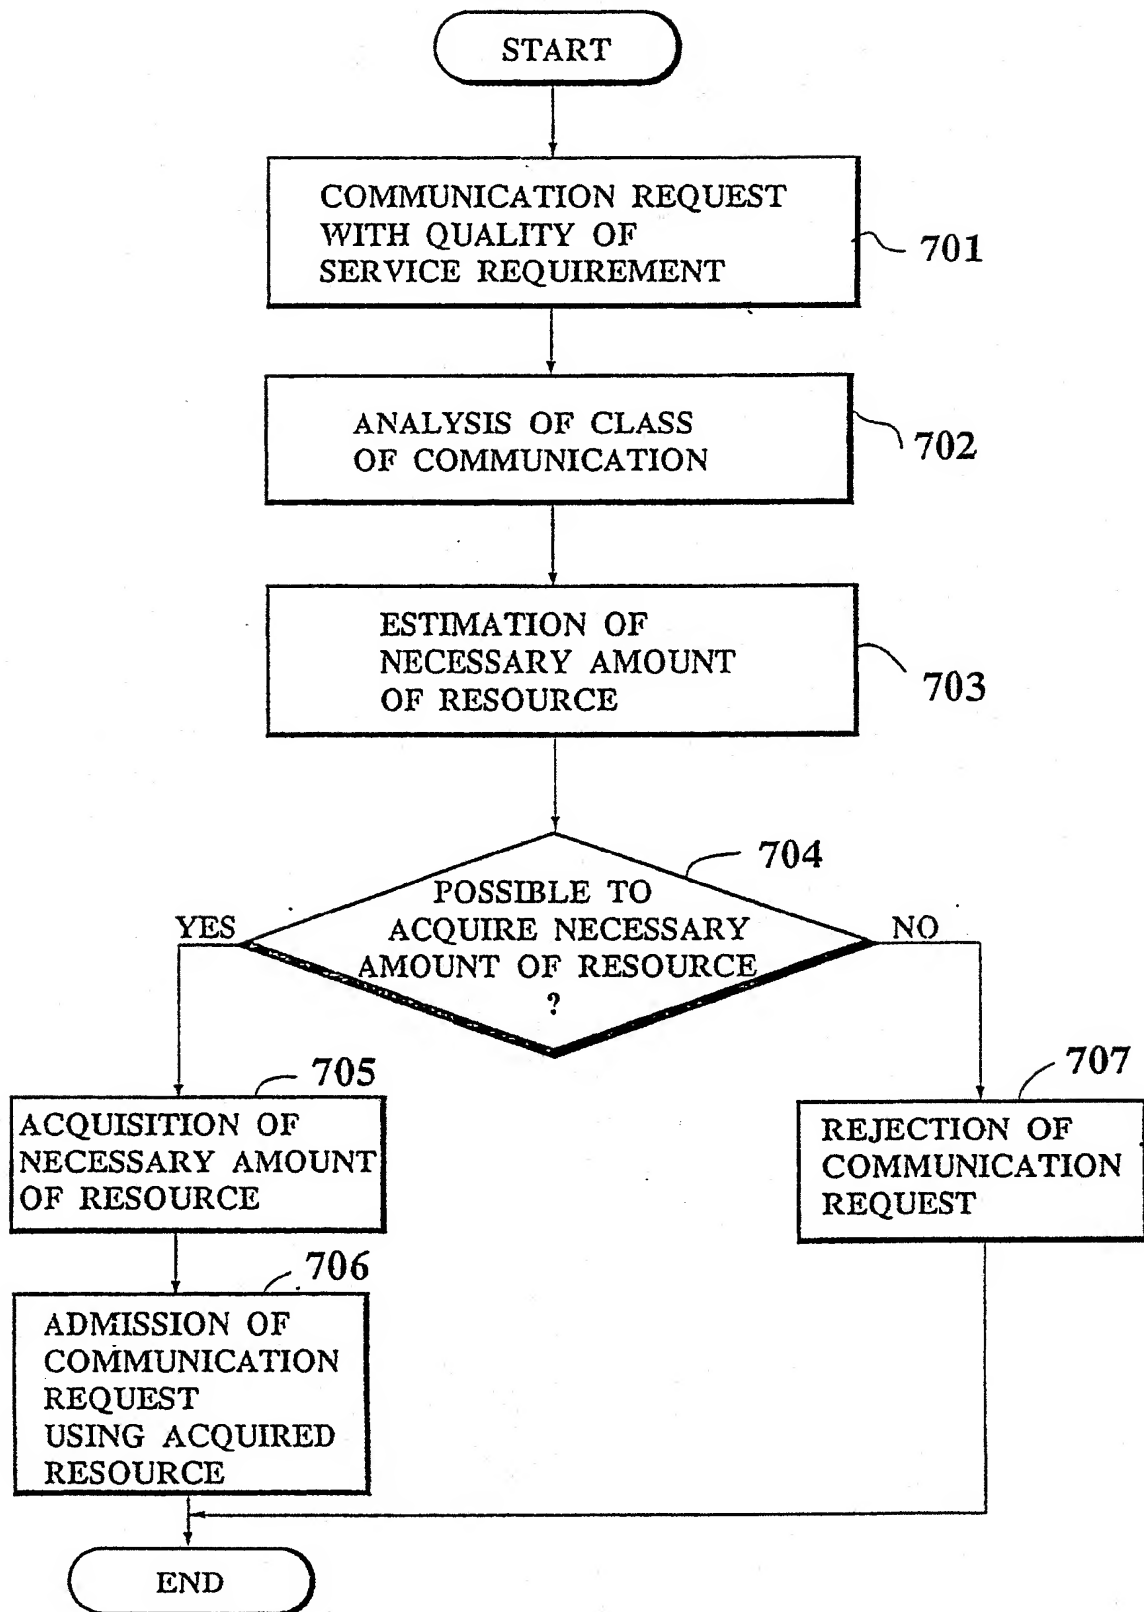 START
COMMUNICATION REQUEST
WITH QUALITY OF
SERVICE REQUIREMENT
701
ANALYSIS OF CLASS
OF COMMUNICATION
702
ESTIMATION OF
NECESSARY AMOUNT
OF RESOURCE
703
704
POSSIBLE TO
ACQUIRE NECESSARY
AMOUNT OF RESOURCE
?
YES
NO
705
ACQUISITION OF
NECESSARY AMOUNT
OF RESOURCE
707
REJECTION OF
COMMUNICATION
REQUEST
706
ADMISSION OF
COMMUNICATION
REQUEST
USING ACQUIRED
RESOURCE
END